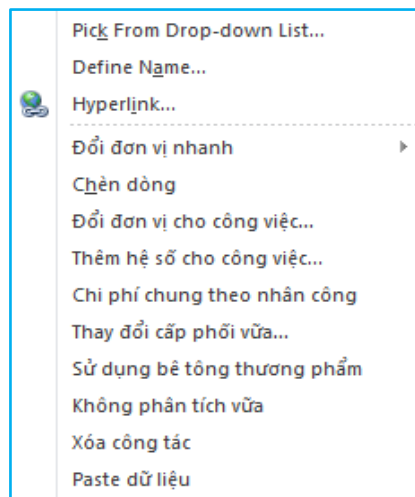 Pick From Drop-down List...
Define Name...
Hyperlink...
Đổi đơn vị nhanh
Chèn dòng
Đổi đơn vị cho công việc...
Thêm hệ số cho công việc...
Chi phí chung theo nhân công
Thay đổi cấp phối vữa...
Sử dụng bê tông thương phẩm
Không phân tích vữa
Xóa công tác
Paste dữ liệu